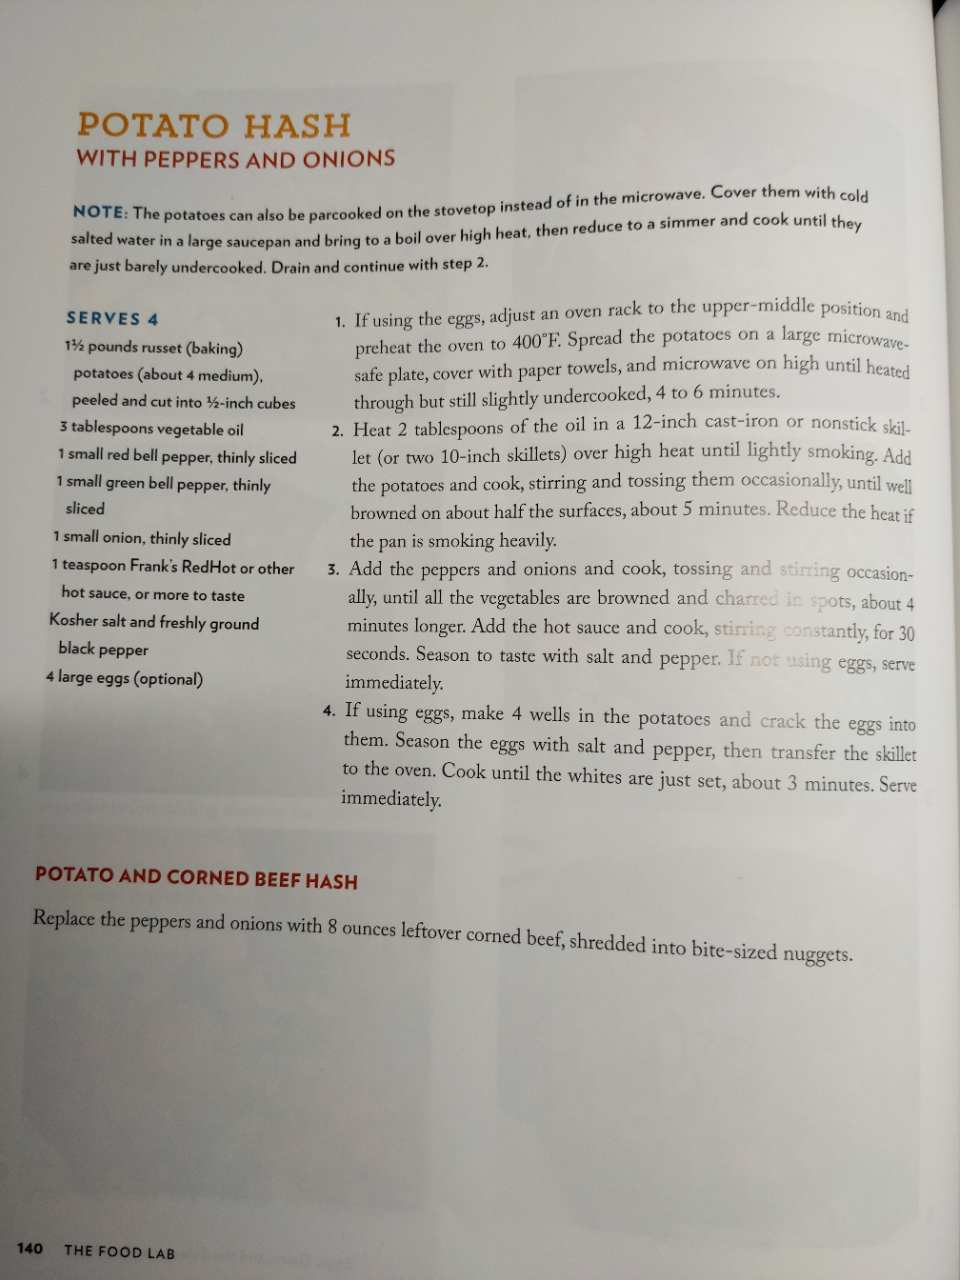 POTATO HASH
WITH PEPPERS AND ONIONS
NOTE: The potatoes can also be parcooked on the stovetop instead of in the microwave. Cover them with cold
salted water in a large saucepan and bring to a boil over high heat, then reduce to a simmer and cook until they
are just barely undercooked. Drain and continue with step 2.
SERVES 4
1½ pounds russet (baking)
potatoes (about 4 medium),
peeled and cut into ½-inch cubes
3 tablespoons vegetable oil
1 small red bell pepper, thinly sliced
1 small green bell pepper, thinly
sliced
1 small onion, thinly sliced
1 teaspoon Frank's RedHot or other
hot sauce, or more to taste
Kosher salt and freshly ground
black pepper
4 large eggs (optional)
1. If using the eggs, adjust an oven rack to the upper-middle position and
preheat the oven to 400°F. Spread the potatoes on a large microwave-
safe plate, cover with paper towels, and microwave on high until heated
through but still slightly undercooked, 4 to 6 minutes.
2. Heat 2 tablespoons of the oil in a 12-inch cast-iron or nonstick skil-
let (or two 10-inch skillets) over high heat until lightly smoking. Add
the potatoes and cook, stirring and tossing them occasionally, until well
browned on about half the surfaces, about 5 minutes. Reduce the heat if
the pan is smoking heavily.
3. Add the peppers and onions and cook, tossing and stirring occasion-
ally, until all the vegetables are browned and charred in spots, about 4
minutes longer. Add the hot sauce and cook, stirring constantly, for 30
seconds. Season to taste with salt and pepper. If not using eggs, serve
immediately.
4. If using eggs, make 4 wells in the potatoes and crack the eggs into
them. Season the eggs with salt and pepper, then transfer the skillet
to the oven. Cook until the whites are just set, about 3 minutes. Serve
immediately.
POTATO AND CORNED BEEF HASH
Replace the peppers and onions with 8 ounces leftover corned beef, shredded into bite-sized nuggets.
140 THE FOOD LAB